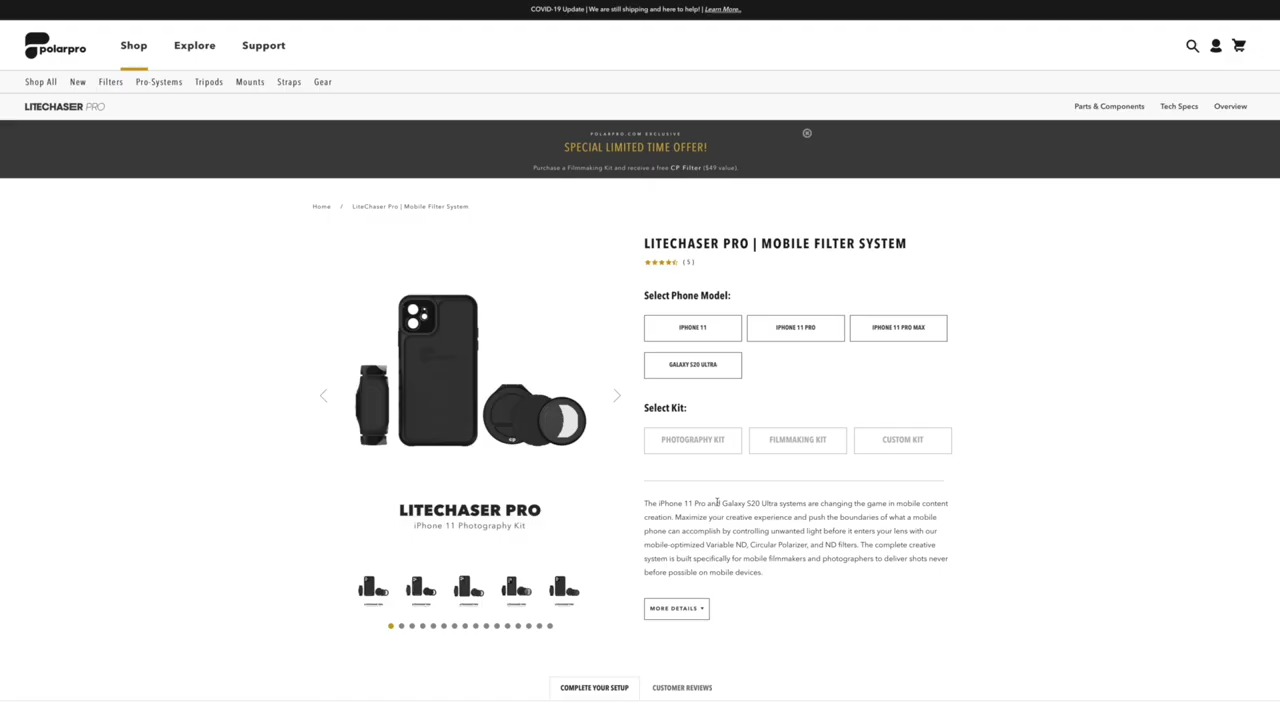 COVID-19 Update | We are still shipping and here to help! | Learn More..
polarpro
Shop Explore Support
Shop All New Filters Pro-Systems Tripods Mounts Straps Gear
LITECHASER PRO
Parts & Components Tech Specs Overview
POLARPRO.COM EXCLUSIVE
SPECIAL LIMITED TIME OFFER!
Purchase a Filmmaking Kit and receive a free CP Filter ($49 value).
Home / LiteChaser Pro | Mobile Filter System
LITECHASER PRO | MOBILE FILTER SYSTEM
( 5 )
Select Phone Model:
IPHONE 11 IPHONE 11 PRO IPHONE 11 PRO MAX
GALAXY S20 ULTRA
Select Kit:
PHOTOGRAPHY KIT FILMMAKING KIT CUSTOM KIT
The iPhone 11 Pro and Galaxy S20 Ultra systems are changing the game in mobile content
creation. Maximize your creative experience and push the boundaries of what a mobile
phone can accomplish by controlling unwanted light before it enters your lens with our
mobile-optimized Variable ND, Circular Polarizer, and ND filters. The complete creative
system is built specifically for mobile filmmakers and photographers to deliver shots never
before possible on mobile devices.
MORE DETAILS
LITECHASER PRO
iPhone 11 Photography Kit
COMPLETE YOUR SETUP CUSTOMER REVIEWS